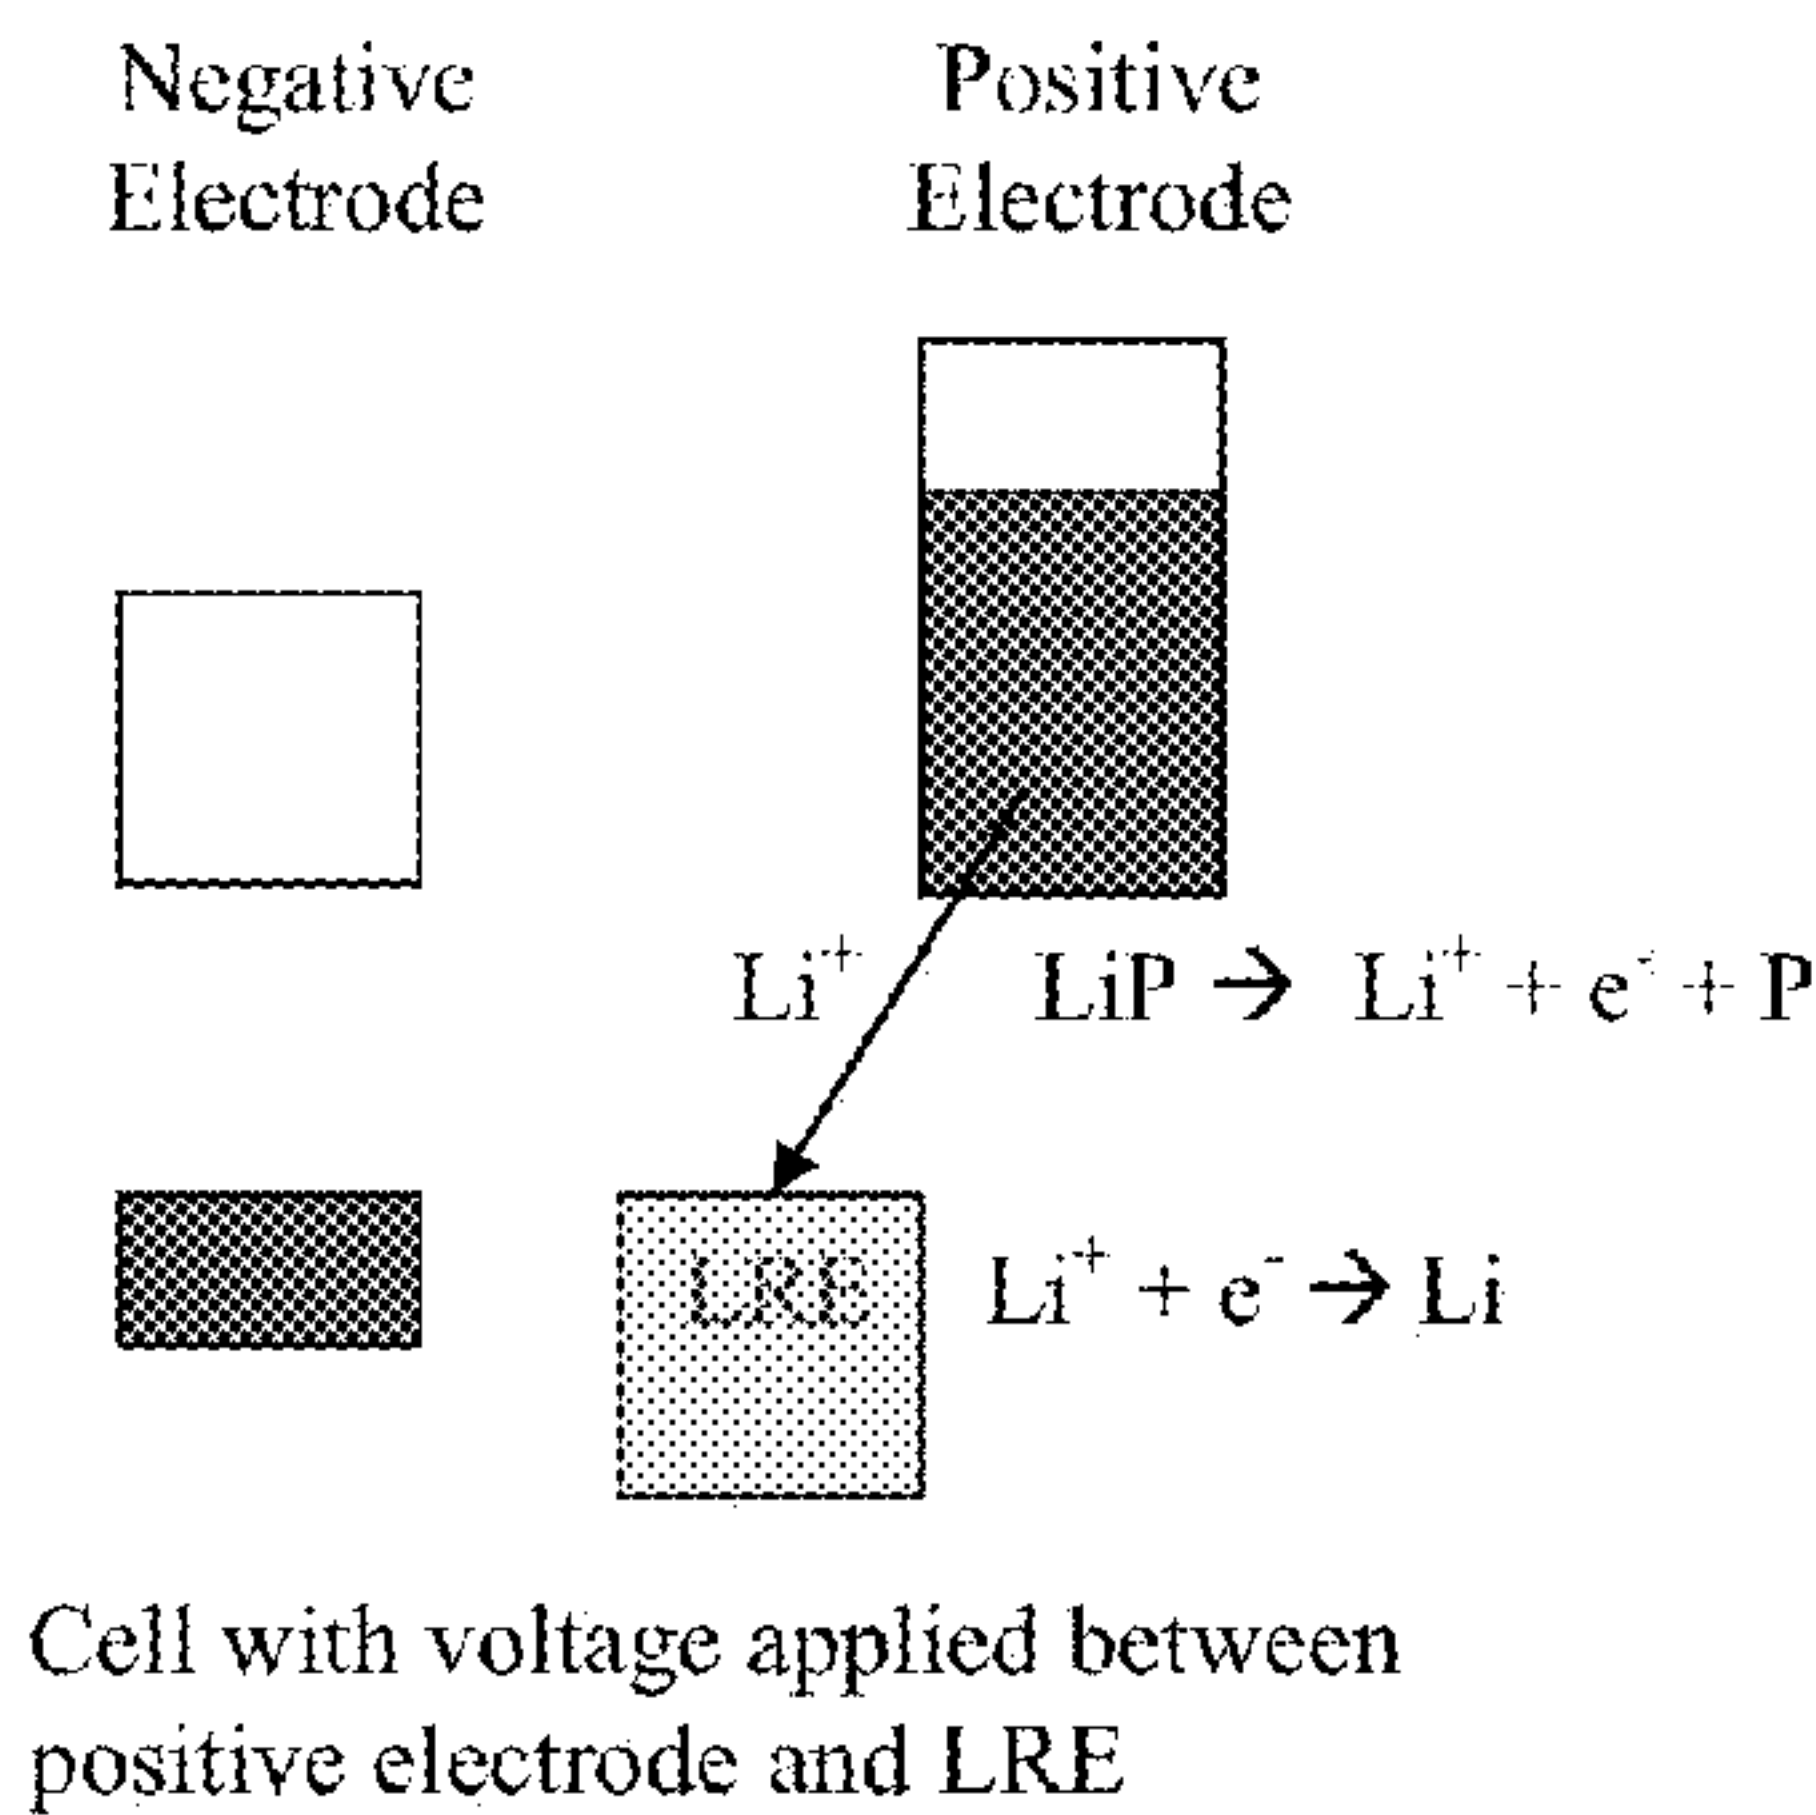 Negative
Electrode
Positive
Electrode
Li⁺
LiP → Li⁺ + e⁻ + P
LRE
Li⁺ + e⁻ → Li
Cell with voltage applied between
positive electrode and LRE